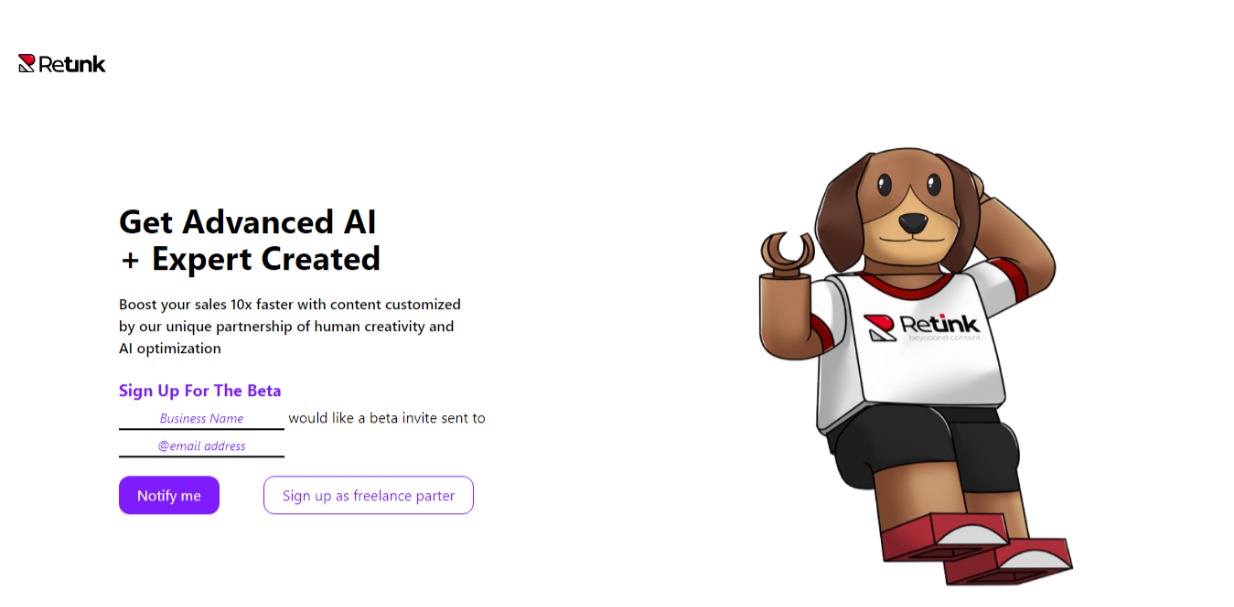 Retink
Get Advanced AI
+ Expert Created
Boost your sales 10x faster with content customized
by our unique partnership of human creativity and
AI optimization
Sign Up For The Beta
Business Name would like a beta invite sent to
@email address
Notify me
Sign up as freelance parter
Retink
beyoond content.